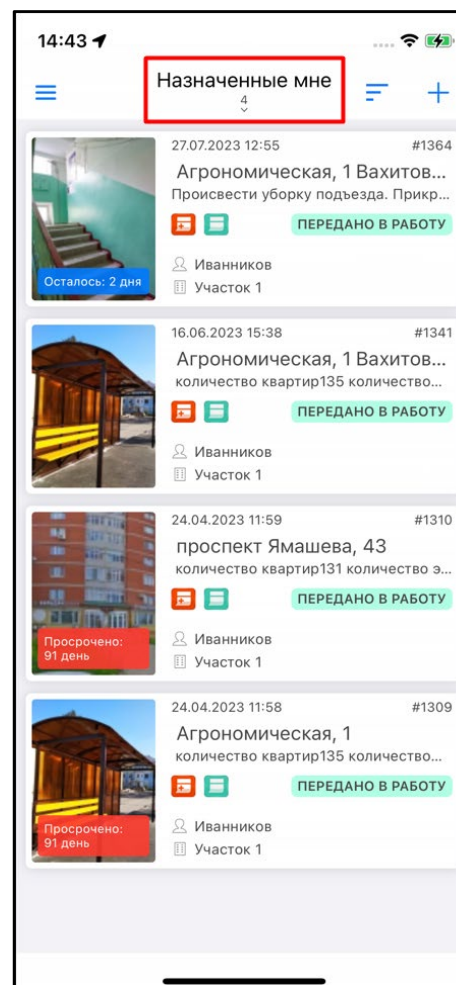 14:43
Назначенные мне
4
27.07.2023 12:55 #1364
Агрономическая, 1 Вахитов...
Происвести уборку подъезда. Прикр...
ПЕРЕДАНО В РАБОТУ
Осталось: 2 дня
Иванников
Участок 1
16.06.2023 15:38 #1341
Агрономическая, 1 Вахитов...
количество квартир135 количество...
ПЕРЕДАНО В РАБОТУ
Иванников
Участок 1
24.04.2023 11:59 #1310
проспект Ямашева, 43
количество квартир131 количество э...
ПЕРЕДАНО В РАБОТУ
Просрочено:
91 день
Иванников
Участок 1
24.04.2023 11:58 #1309
Агрономическая, 1
количество квартир135 количество...
ПЕРЕДАНО В РАБОТУ
Просрочено:
91 день
Иванников
Участок 1